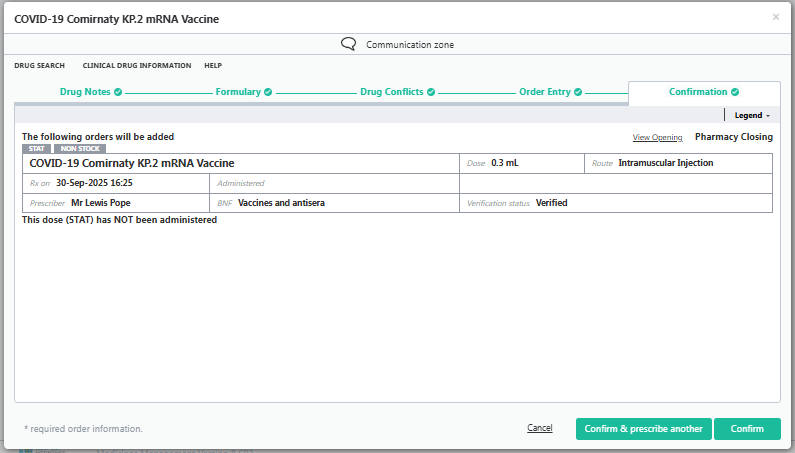 COVID-19 Comirnaty KP.2 mRNA Vaccine ×
Communication zone
DRUG SEARCH CLINICAL DRUG INFORMATION HELP
Drug Notes Formulary Drug Conflicts Order Entry Confirmation
Legend
The following orders will be added View Opening Pharmacy Closing
STAT NON STOCK
COVID-19 Comirnaty KP.2 mRNA Vaccine Dose 0.3 mL Route Intramuscular Injection
Rx on 30-Sep-2025 16:25 Administered
Prescriber Mr Lewis Pope BNF Vaccines and antisera Verification status Verified
This dose (STAT) has NOT been administered
* required order information. Cancel Confirm & prescribe another Confirm